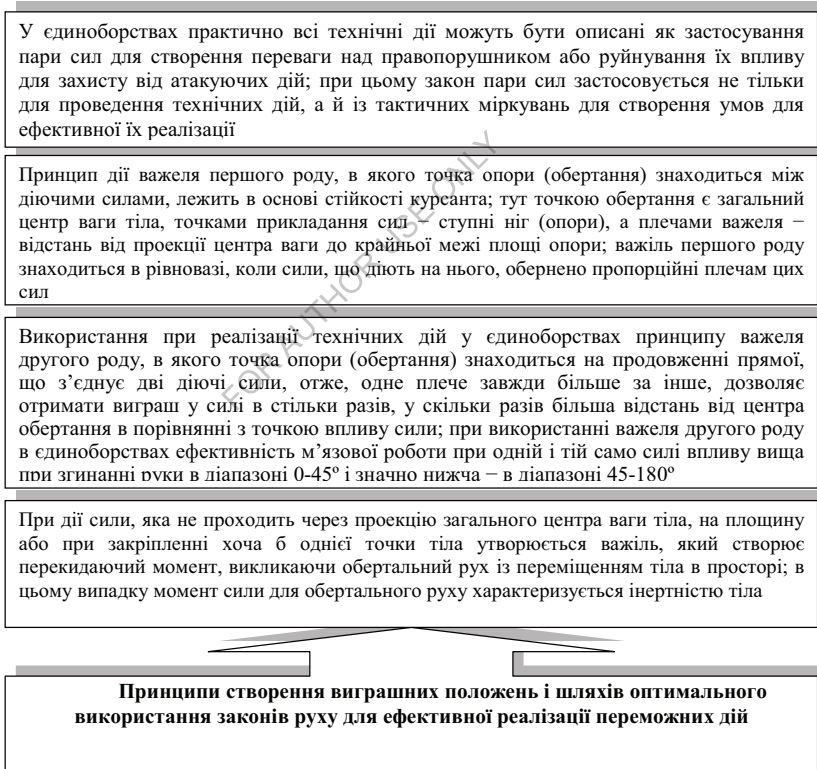 У єдиноборствах практично всі технічні дії можуть бути описані як застосування
пари сил для створення переваги над правопорушником або руйнування їх впливу
для захисту від атакуючих дій; при цьому закон пари сил застосовується не тільки
для проведення технічних дій, а й із тактичних міркувань для створення умов для
ефективної їх реалізації
Принцип дії важеля першого роду, в якого точка опори (обертання) знаходиться між
діючими силами, лежить в основі стійкості курсанта; тут точкою обертання є загальний
центр ваги тіла, точками прикладання сил − ступні ніг (опори), а плечами важеля −
відстань від проекції центра ваги до крайньої межі площі опори; важіль першого роду
знаходиться в рівновазі, коли сили, що діють на нього, обернено пропорційні плечам цих
сил
Використання при реалізації технічних дій у єдиноборствах принципу важеля
другого роду, в якого точка опори (обертання) знаходиться на продовженні прямої,
що з’єднує дві діючі сили, отже, одне плече завжди більше за інше, дозволяє
отримати виграш у силі в стільки разів, у скільки разів більша відстань від центра
обертання в порівнянні з точкою впливу сили; при використанні важеля другого роду
в єдиноборствах ефективність м’язової роботи при одній і тій само силі впливу вища
при згинанні руки в діапазоні 0-45º і значно нижча − в діапазоні 45-180º
При дії сили, яка не проходить через проекцію загального центра ваги тіла, на площину
або при закріпленні хоча б однієї точки тіла утворюється важіль, який створює
перекидаючий момент, викликаючи обертальний рух із переміщенням тіла в просторі; в
цьому випадку момент сили для обертального руху характеризується інертністю тіла
Принципи створення виграшних положень і шляхів оптимального
використання законів руху для ефективної реалізації переможних дій
FOR AUTHOR USE ONLY